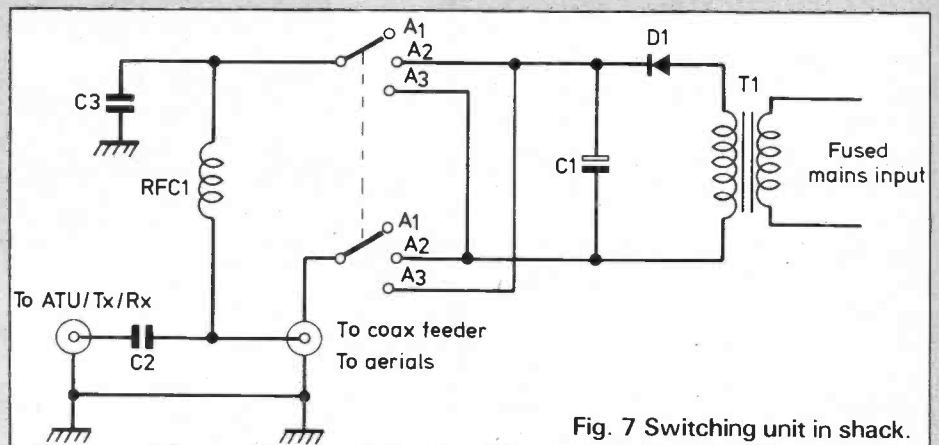 A1
A2
A3
D1
T1
C3
C1
RFC1
Fused
mains input
A1
A2
A3
To ATU/Tx/Rx
C2
To coax feeder
To aerials
Fig. 7 Switching unit in shack.